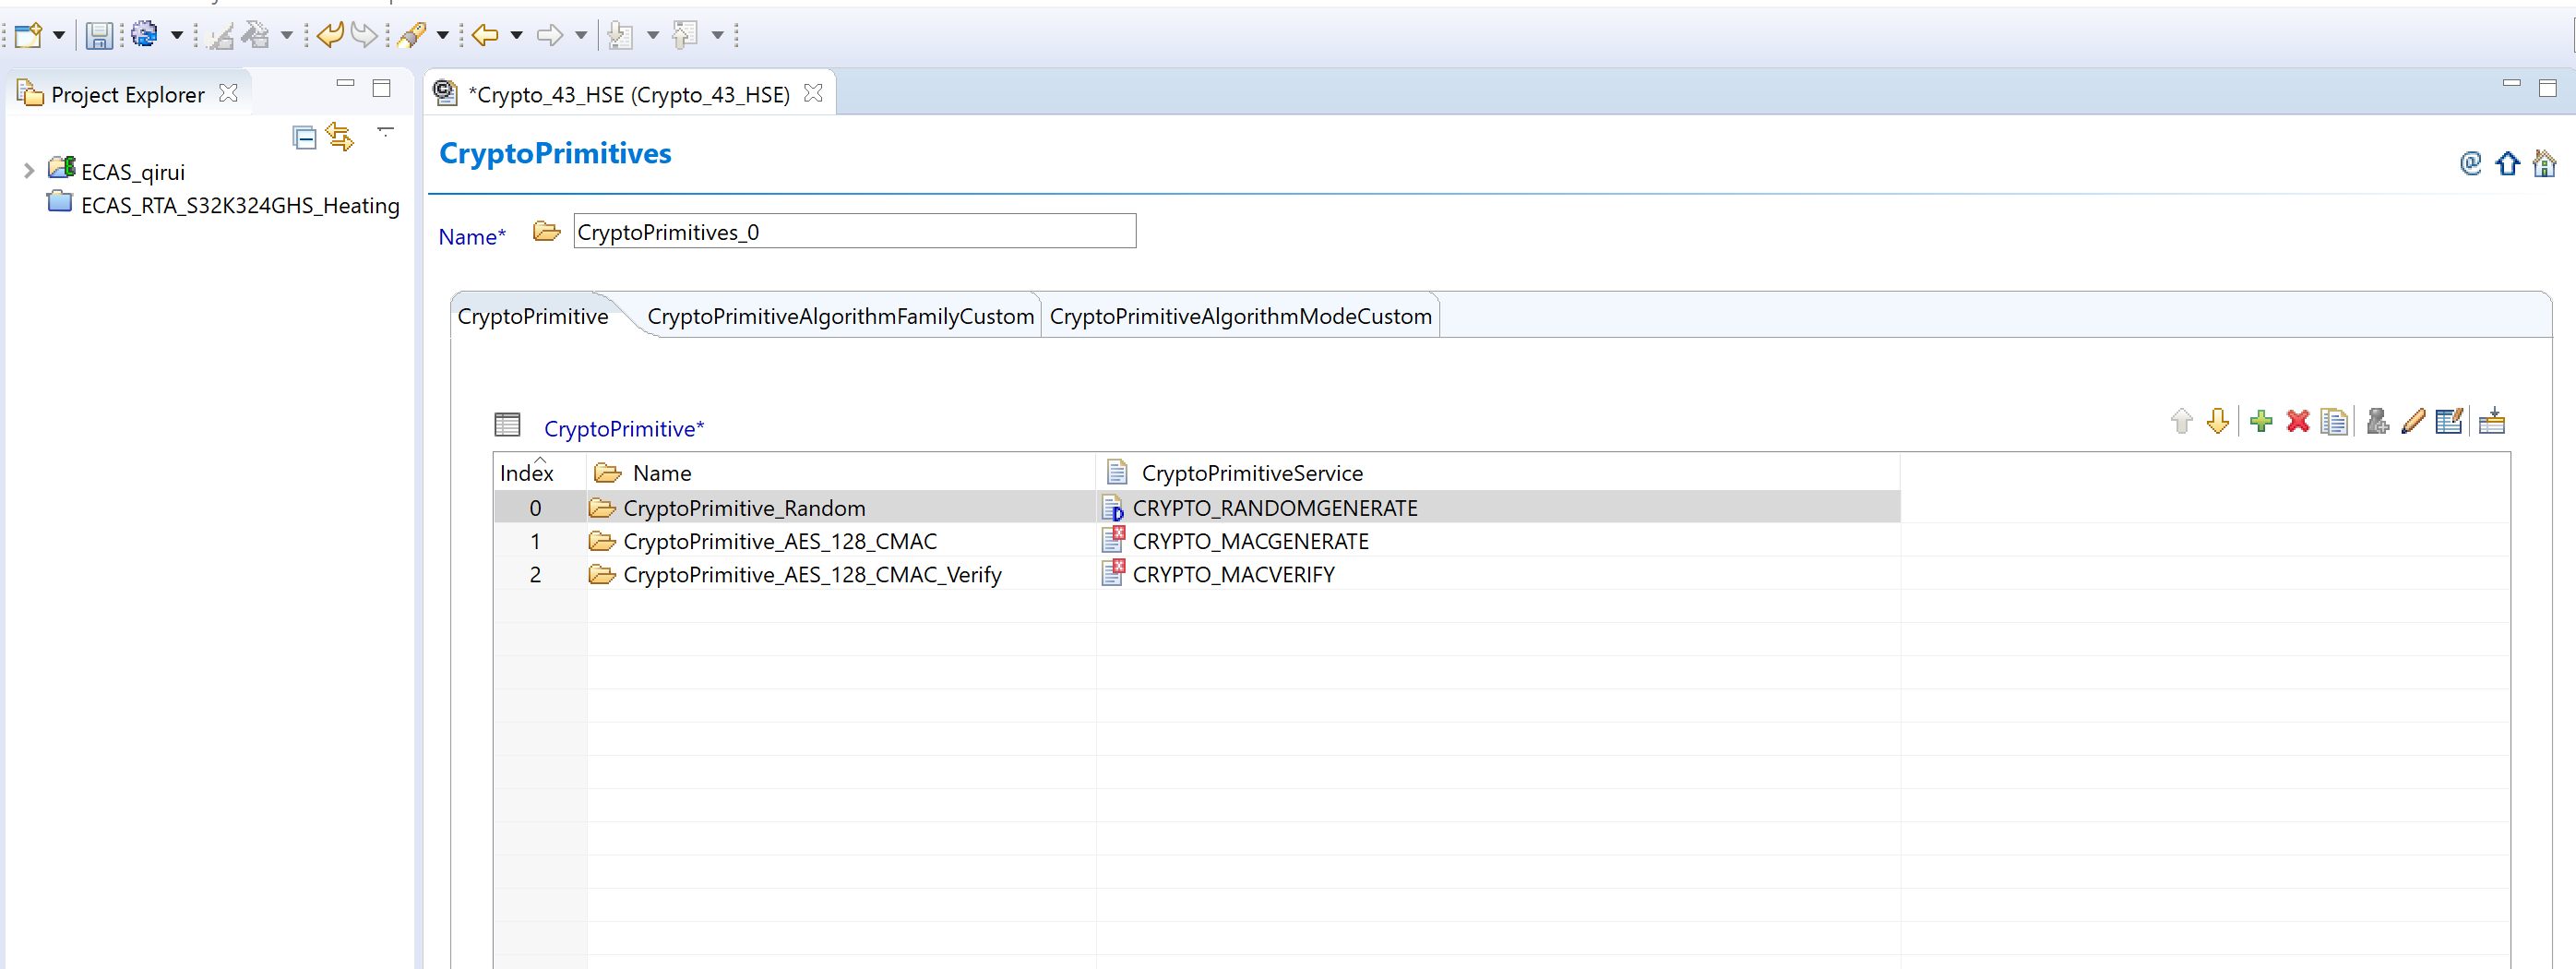 Project Explorer
*Crypto_43_HSE (Crypto_43_HSE)
ECAS_qirui
ECAS_RTA_S32K324GHS_Heating
CryptoPrimitives
Name* CryptoPrimitives_0
CryptoPrimitive CryptoPrimitiveAlgorithmFamilyCustom CryptoPrimitiveAlgorithmModeCustom
CryptoPrimitive*
Index Name CryptoPrimitiveService
0 CryptoPrimitive_Random CRYPTO_RANDOMGENERATE
1 CryptoPrimitive_AES_128_CMAC CRYPTO_MACGENERATE
2 CryptoPrimitive_AES_128_CMAC_Verify CRYPTO_MACVERIFY